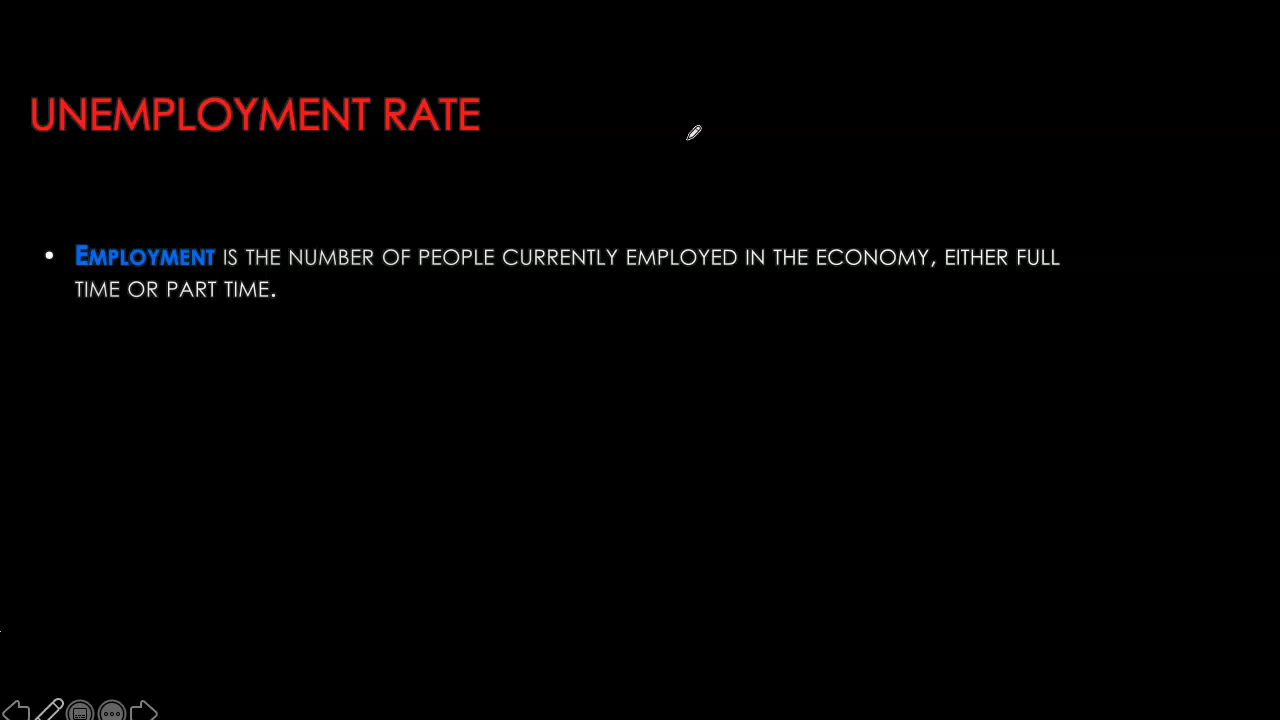 UNEMPLOYMENT RATE
• EMPLOYMENT IS THE NUMBER OF PEOPLE CURRENTLY EMPLOYED IN THE ECONOMY, EITHER FULL
TIME OR PART TIME.